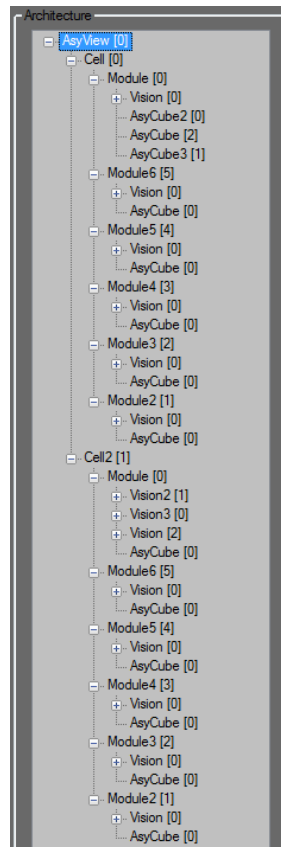 Architecture
AsyView [0]
Cell [0]
Module [0]
Vision [0]
AsyCube2 [0]
AsyCube [2]
AsyCube3 [1]
Module6 [5]
Vision [0]
AsyCube [0]
Module5 [4]
Vision [0]
AsyCube [0]
Module4 [3]
Vision [0]
AsyCube [0]
Module3 [2]
Vision [0]
AsyCube [0]
Module2 [1]
Vision [0]
AsyCube [0]
Cell2 [1]
Module [0]
Vision2 [1]
Vision3 [0]
Vision [2]
AsyCube [0]
Module6 [5]
Vision [0]
AsyCube [0]
Module5 [4]
Vision [0]
AsyCube [0]
Module4 [3]
Vision [0]
AsyCube [0]
Module3 [2]
Vision [0]
AsyCube [0]
Module2 [1]
Vision [0]
AsyCube [0]